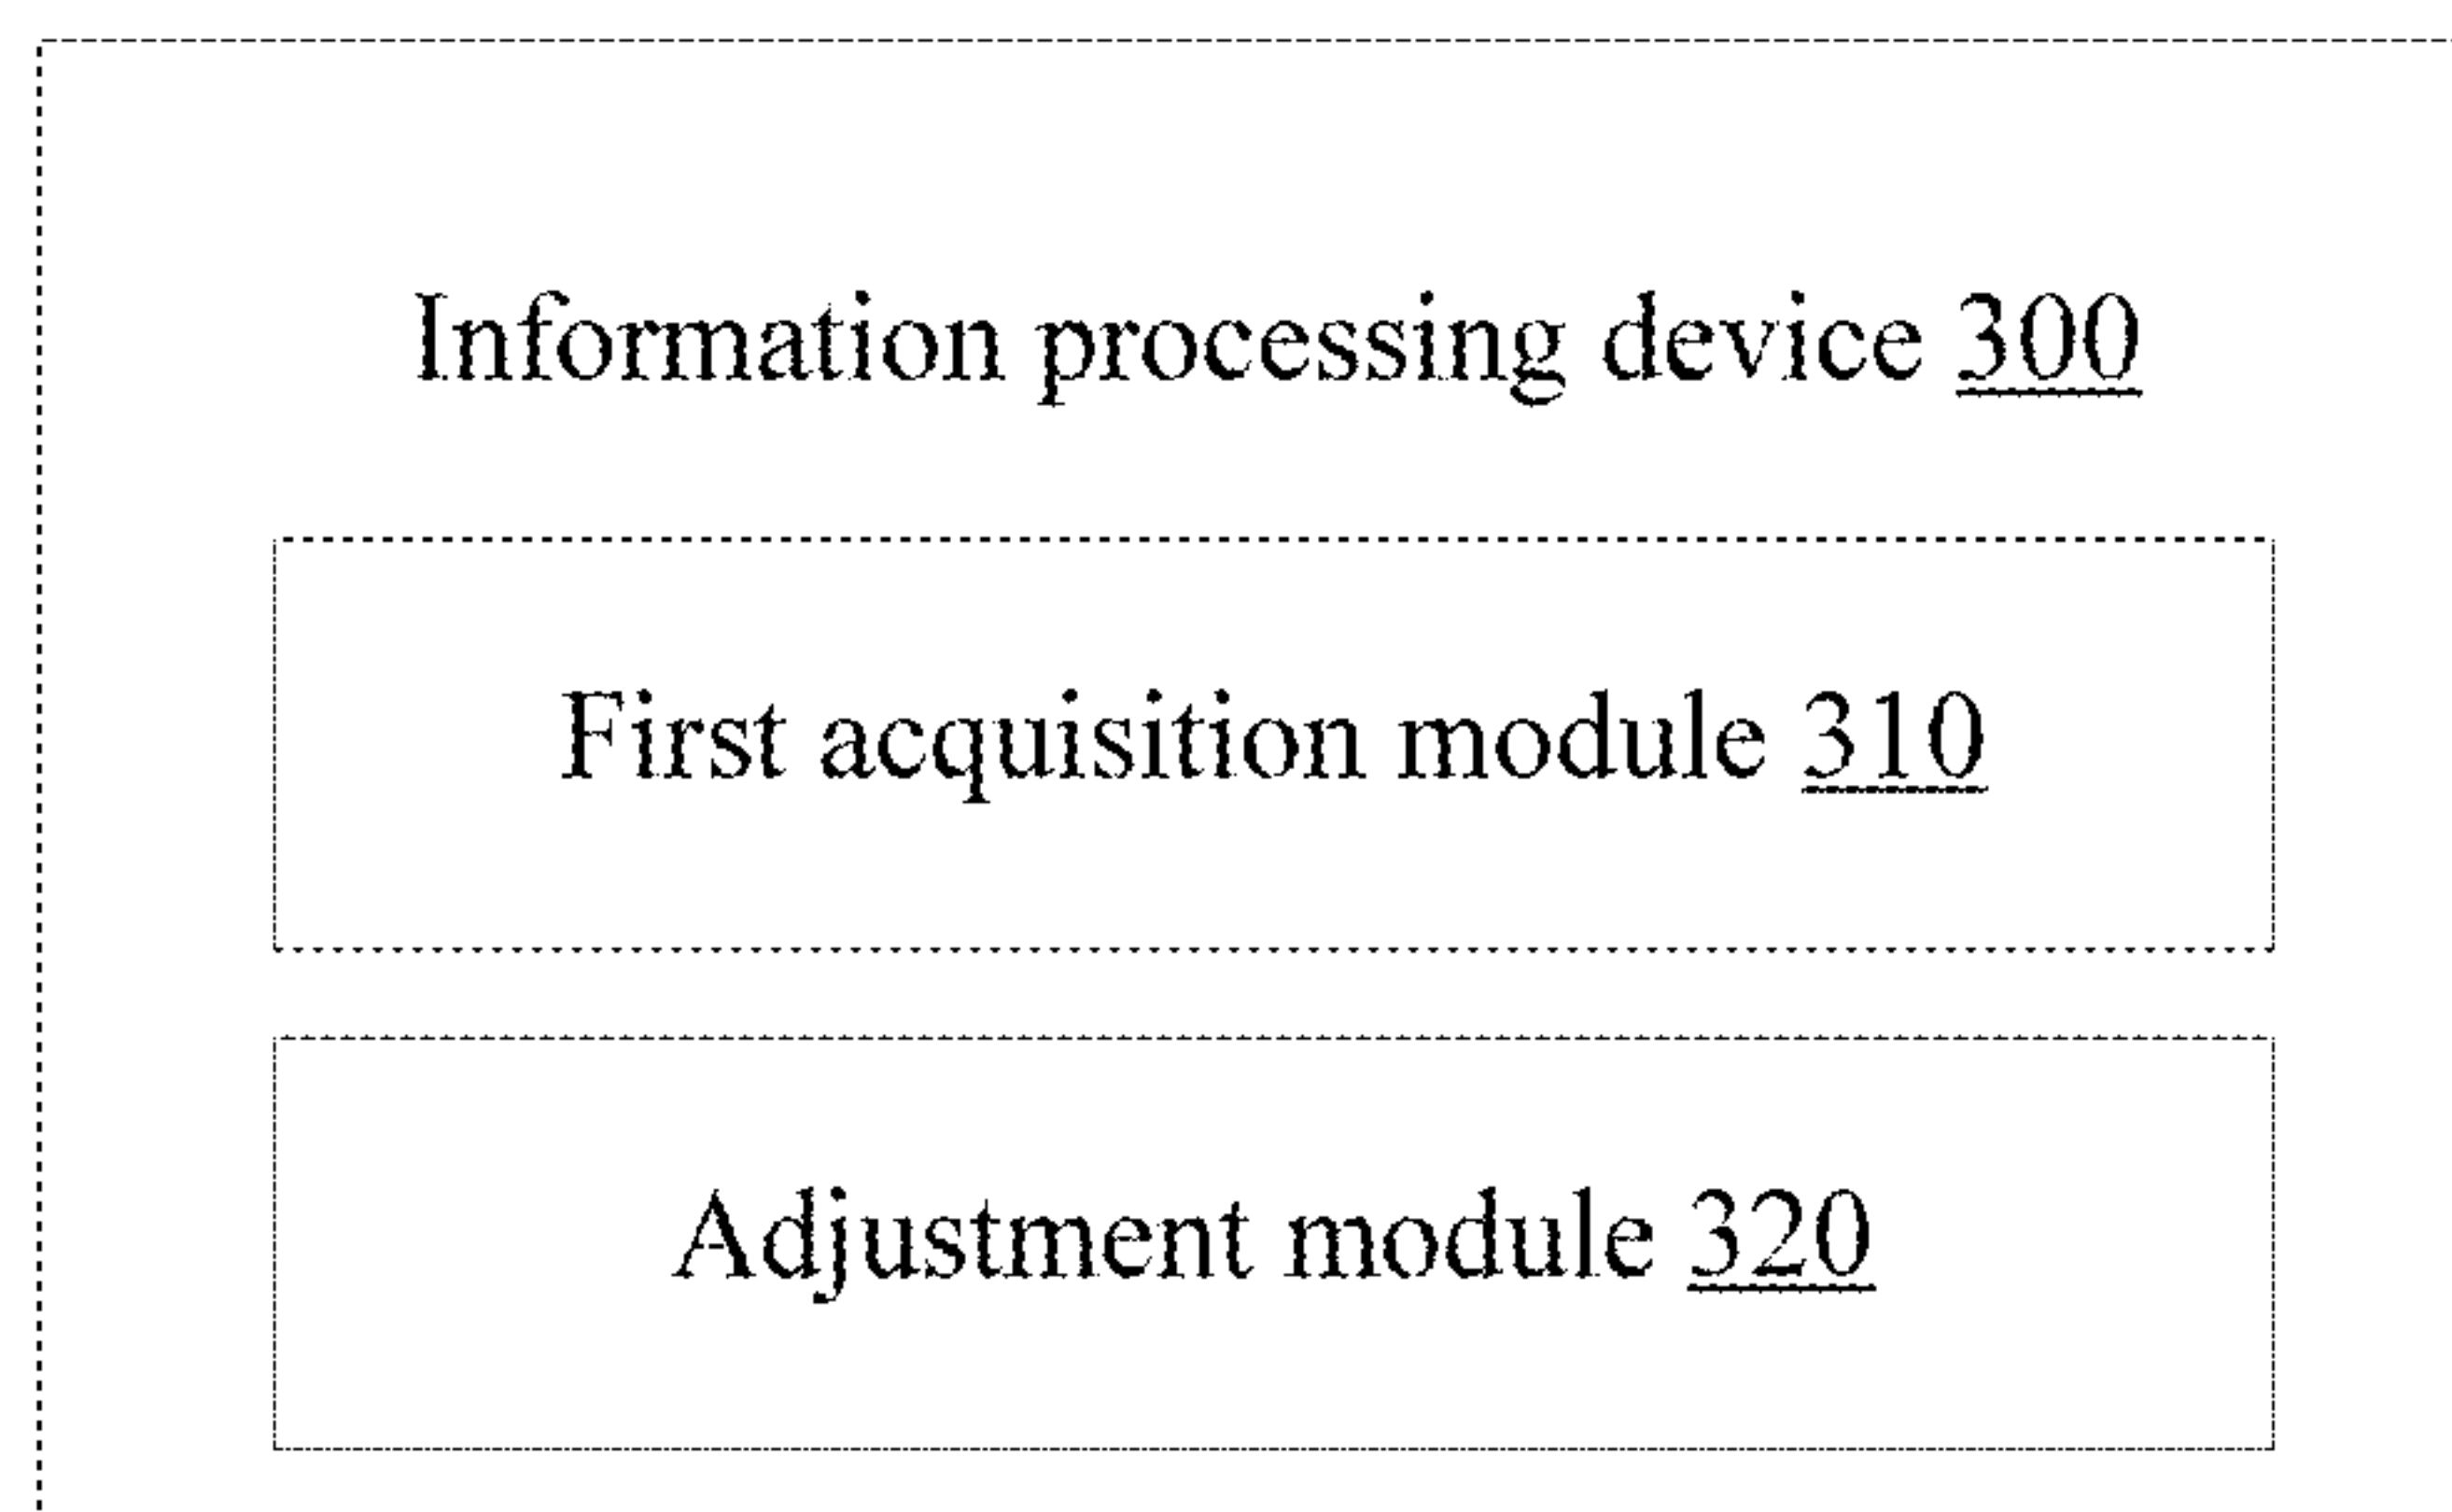 Information processing device 300
First acquisition module 310
Adjustment module 320